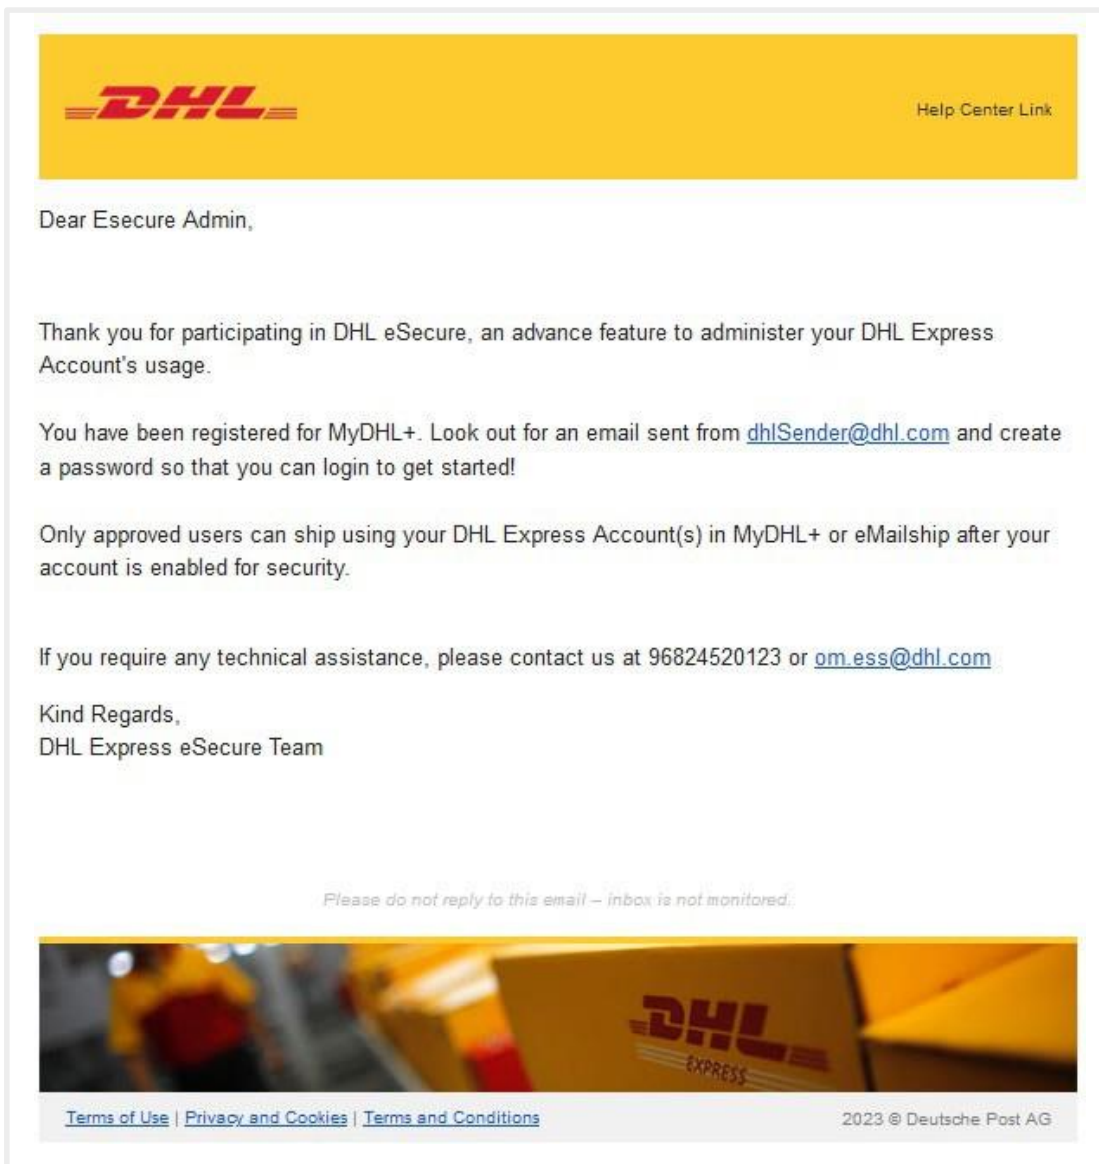 DHL
Help Center Link
Dear Esecure Admin,
Thank you for participating in DHL eSecure, an advance feature to administer your DHL Express
Account's usage.
You have been registered for MyDHL+. Look out for an email sent from dhlSender@dhl.com and create
a password so that you can login to get started!
Only approved users can ship using your DHL Express Account(s) in MyDHL+ or eMailship after your
account is enabled for security.
If you require any technical assistance, please contact us at 96824520123 or om.ess@dhl.com
Kind Regards,
DHL Express eSecure Team
Please do not reply to this email – inbox is not monitored.
DHL
EXPRESS
Terms of Use | Privacy and Cookies | Terms and Conditions
2023 © Deutsche Post AG